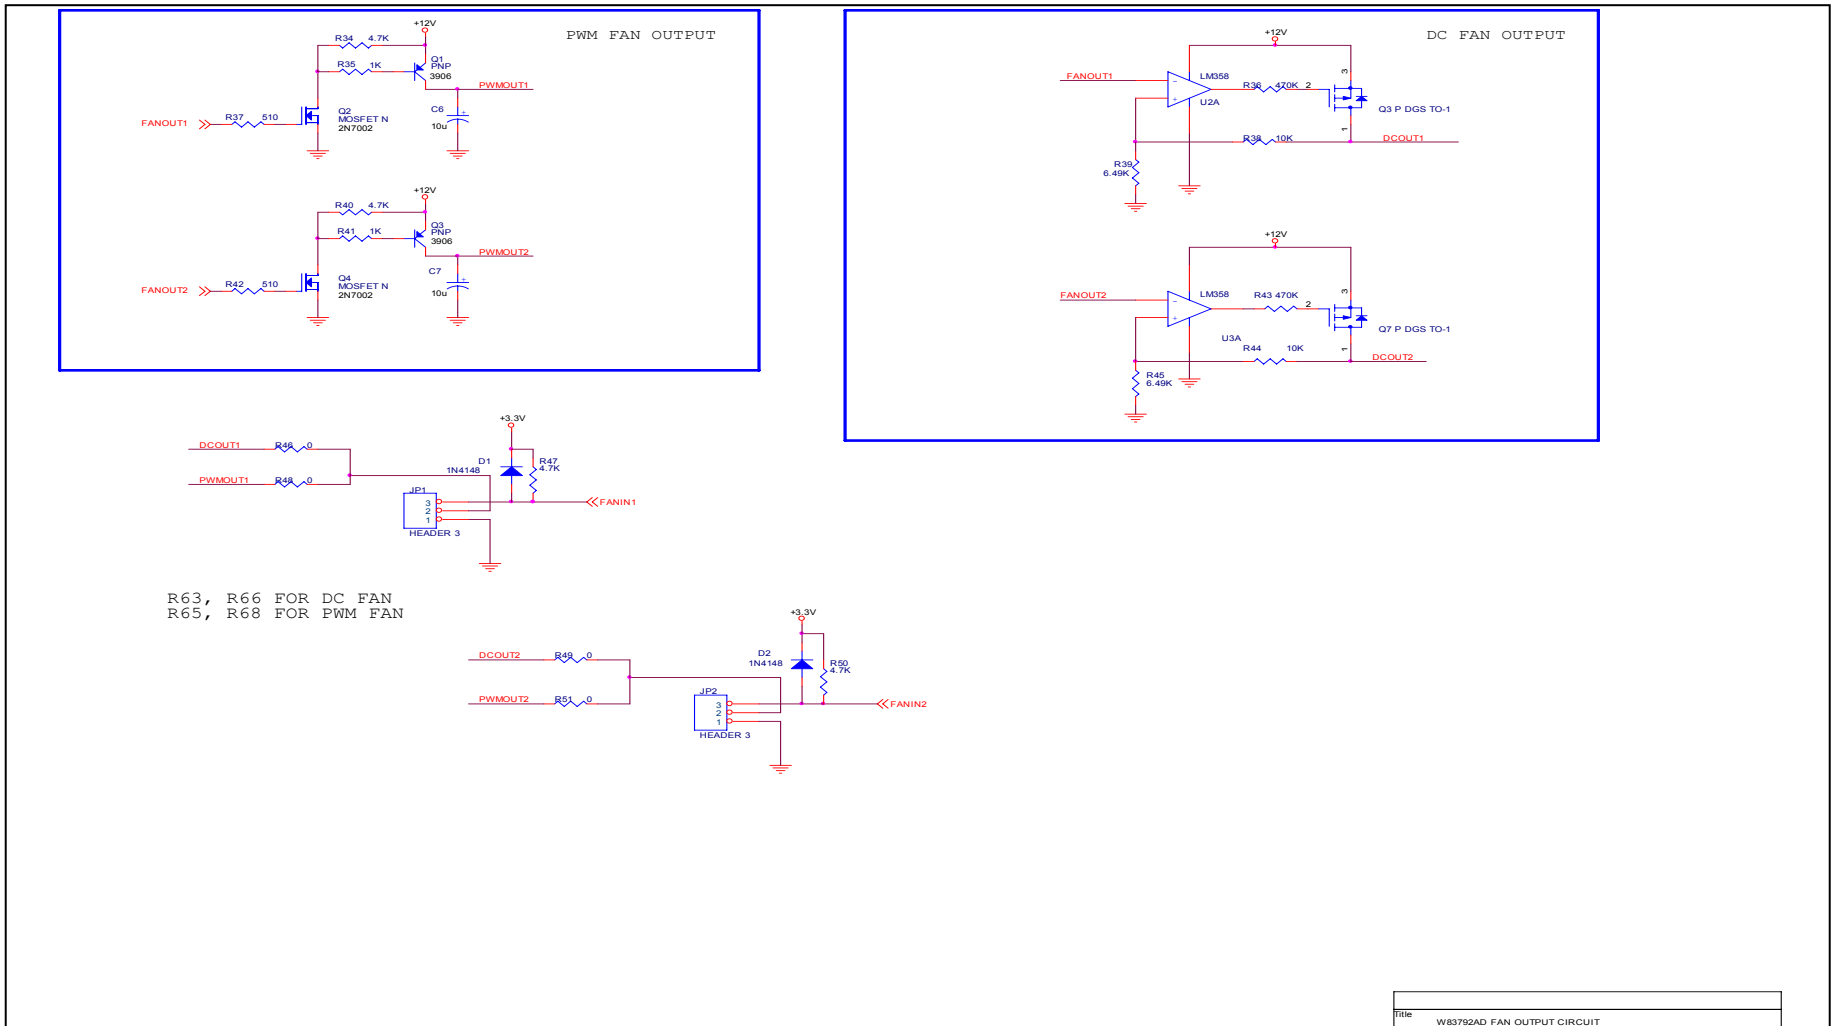 PWM FAN OUTPUT
+12V
R34 4.7K
R35 1K
Q1
PNP
3906
PWMOUT1
C6
10u
FANOUT1
R37 510
Q2
MOSFET N
2N7002
+12V
R40 4.7K
R41 1K
Q3
PNP
3906
PWMOUT2
C7
10u
FANOUT2
R42 510
Q4
MOSFET N
2N7002
DC FAN OUTPUT
+12V
FANOUT1
LM358
U2A
R36 470K 2
3
Q3 P DGS TO-1
1
R38 10K
DCOUT1
R39
6.49K
+12V
FANOUT2
LM358
U3A
R43 470K
2
3
Q7 P DGS TO-1
1
R44 10K
DCOUT2
R45
6.49K
+3.3V
DCOUT1
R46 0
PWMOUT1
R48 0
D1
1N4148
R47
4.7K
JP1
3
2
1
HEADER 3
FANIN1
R63, R66 FOR DC FAN
R65, R68 FOR PWM FAN
+3.3V
DCOUT2
R49 0
PWMOUT2
R51 0
D2
1N4148
R50
4.7K
JP2
3
2
1
HEADER 3
FANIN2
Title
W83792AD FAN OUTPUT CIRCUIT